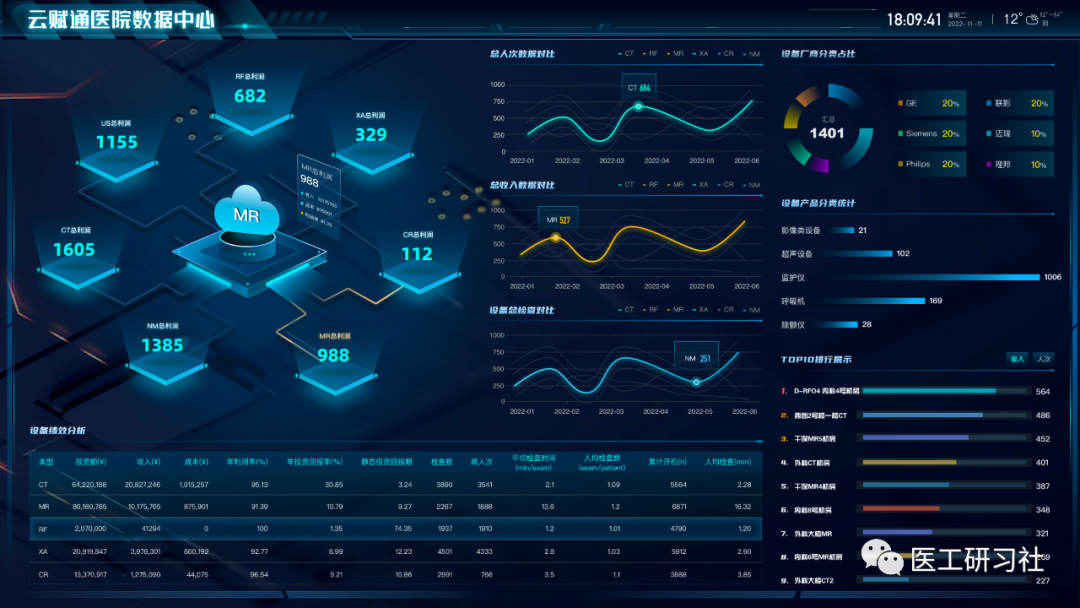 云赋通医院数据中心
18:09:41
星期二
2022-11-11
12°
12°~14°
阴
RF总利润
682
US总利润
1155
XA总利润
329
MR总利润
988
MR
CT总利润
1605
CR总利润
112
NM总利润
1385
MR总利润
988
总人次数据对比
CT RF MR XA CR NM
1000
750
500
250
0
CT 684
2022-01 2022-02 2022-03 2022-04 2022-05 2022-06
总收入数据对比
CT RF MR XA CR NM
1000
750
500
250
0
MR 527
2022-01 2022-02 2022-03 2022-04 2022-05 2022-06
设备总检查对比
CT RF MR XA CR NM
1000
750
500
250
0
NM 251
2022-01 2022-02 2022-03 2022-04 2022-05 2022-06
设备厂商分类占比
汇总
1401
GE 20%
联影 20%
Siemens 20%
迈瑞 10%
Philips 20%
理邦 10%
设备产品分类统计
影像类设备 21
超声设备 102
监护仪 1006
呼吸机 169
除颤仪 28
TOP10排行展示
收入 人次
1. D-RF04 内科4号机房 564
2. 西园2号楼一楼CT 486
3. 干保MR5机房 452
4. 外科CT机房 401
5. 干保MR4机房 387
6. 内科8号机房 348
7. 外科大楼MR 321
8. 内科6号MR机房
9. 外科大楼CT2 227
设备绩效分析
类型 投资额(¥) 收入(¥) 成本(¥) 年利润率(%) 年投资回报率(%) 静态投资回报期 检查数 病人次 平均检查时间(min/exam) 人均检查数(exam/patient) 累计开机(h) 人均检查(min)
CT 64,220,188 20,827,246 1,015,257 95.13 30.85 3.24 3890 3541 2.1 1.09 5564 2.28
MR 86,180,785 10,175,765 875,901 91.39 10.79 9.27 2267 1888 13.6 1.2 6871 16.32
RF 2,070,000 41294 0 100 1.35 74.35 1937 1910 1.2 1.01 4790 1.20
XA 20,919,847 3,978,301 660,192 92.77 6.99 12.23 4501 4333 2.8 1.03 5912 2.90
CR 13,370,917 1,275,090 44,075 96.54 9.21 10.86 2991 766 3.5 1.1 3888 3.85
医工研习社